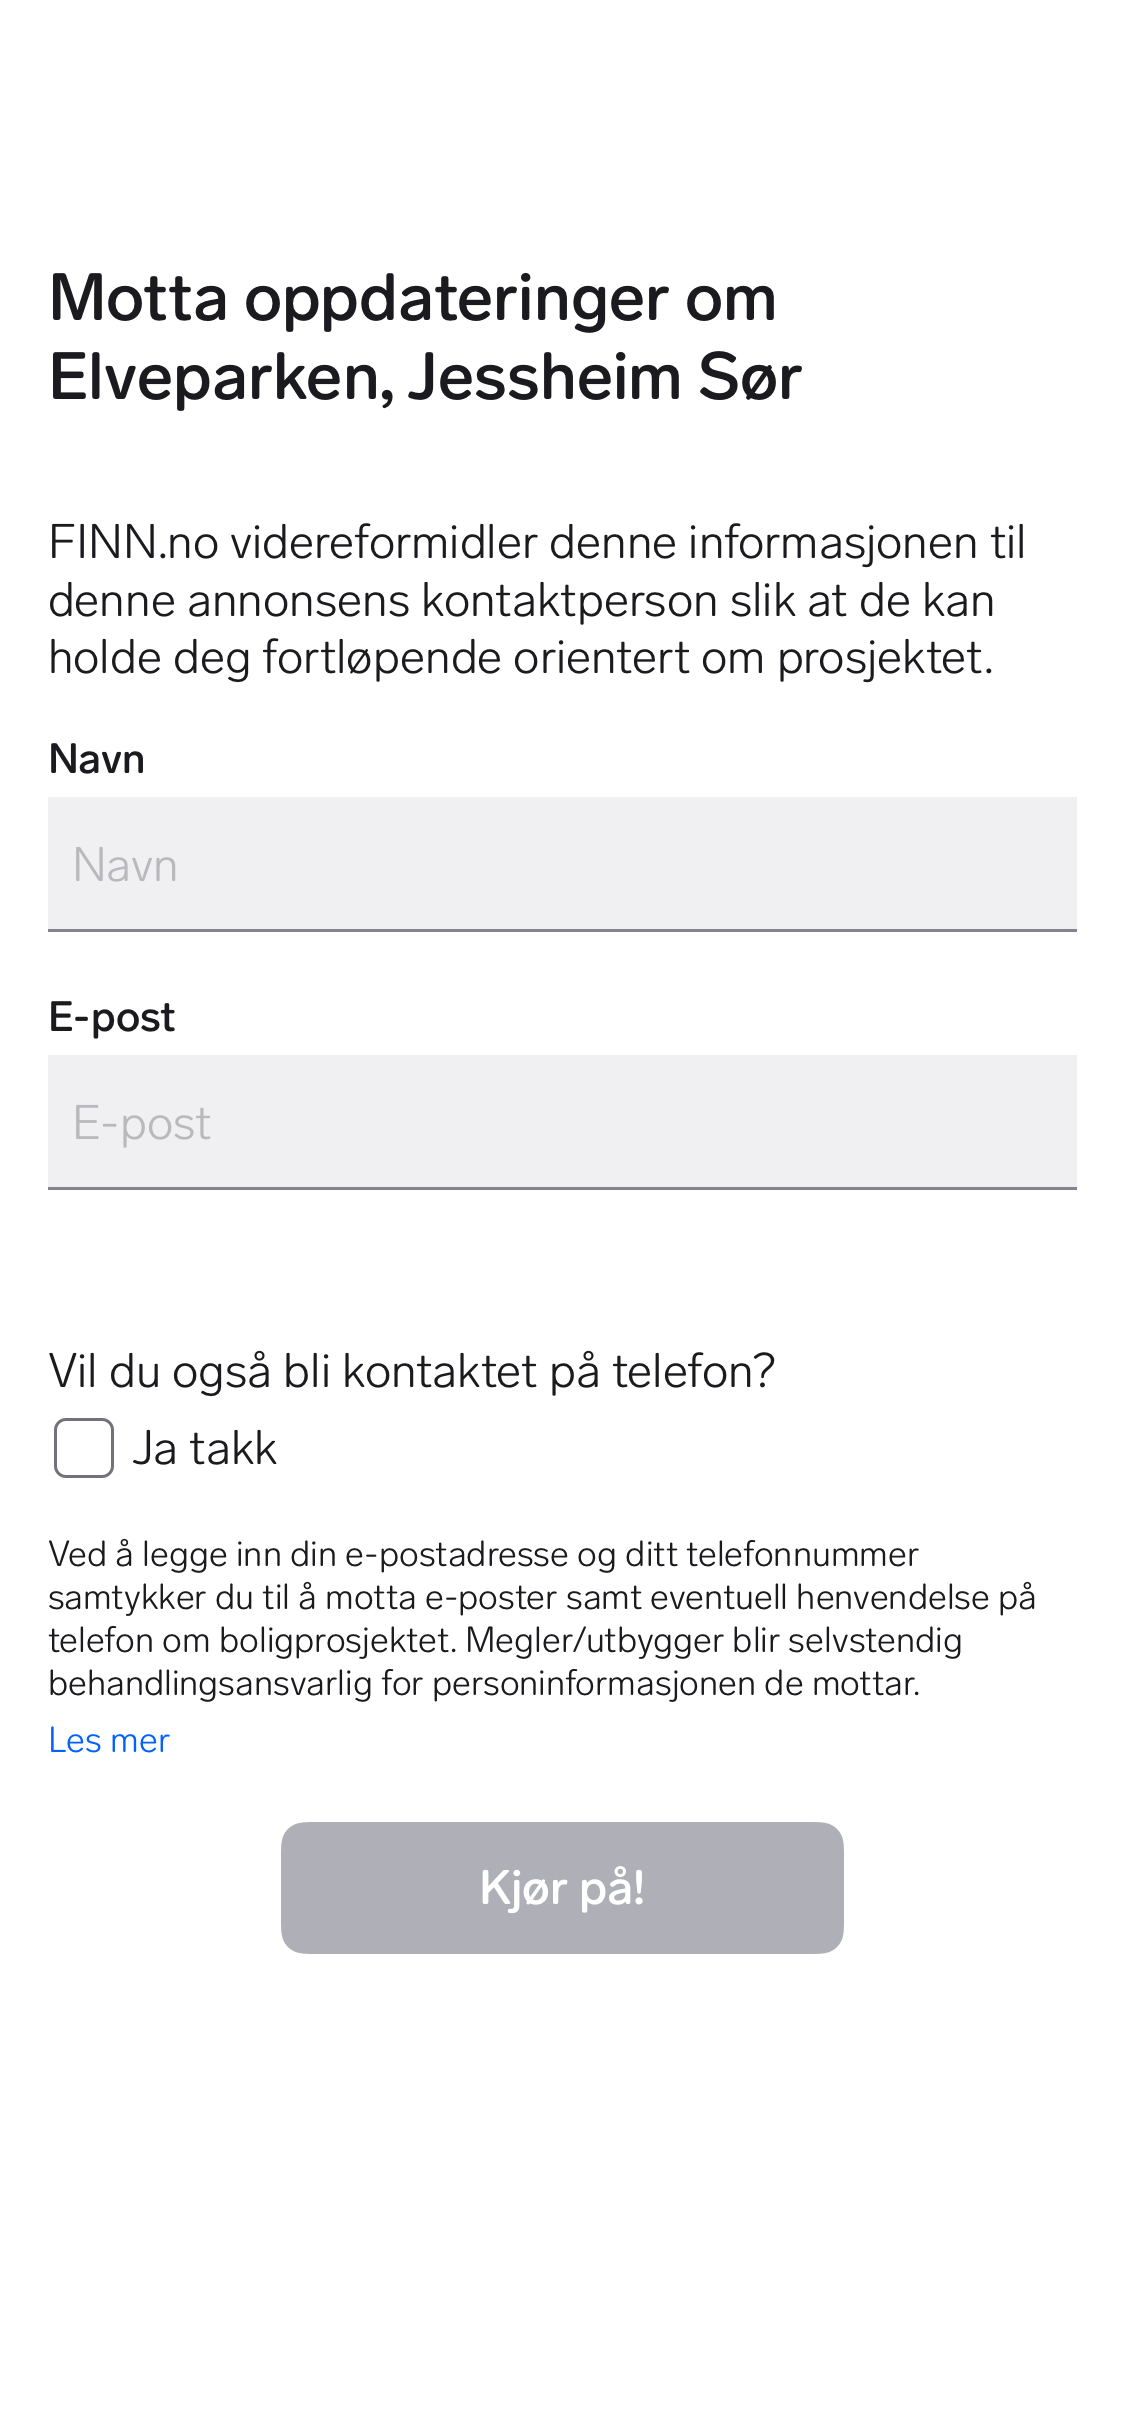 Motta oppdateringer om
Elveparken, Jessheim Sør
FINN.no videreformidler denne informasjonen til
denne annonsens kontaktperson slik at de kan
holde deg fortløpende orientert om prosjektet.
Navn
Navn
E-post
E-post
Vil du også bli kontaktet på telefon?
Ja takk
Ved å legge inn din e-postadresse og ditt telefonnummer
samtykker du til å motta e-poster samt eventuell henvendelse på
telefon om boligprosjektet. Megler/utbygger blir selvstendig
behandlingsansvarlig for personinformasjonen de mottar.
Les mer
Kjør på!